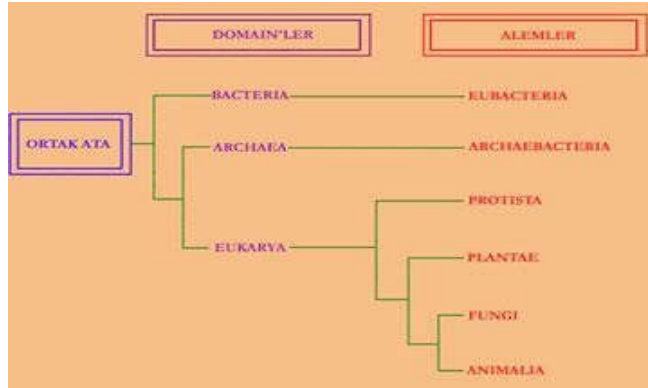 DOMAIN'LER
ALEMLER
BACTERIA
EUBACTERIA
ORTAK ATA
ARCHAEA
ARCHAEBACTERIA
PROTISTA
EUKARYA
PLANTAE
FUNGI
ANIMALIA